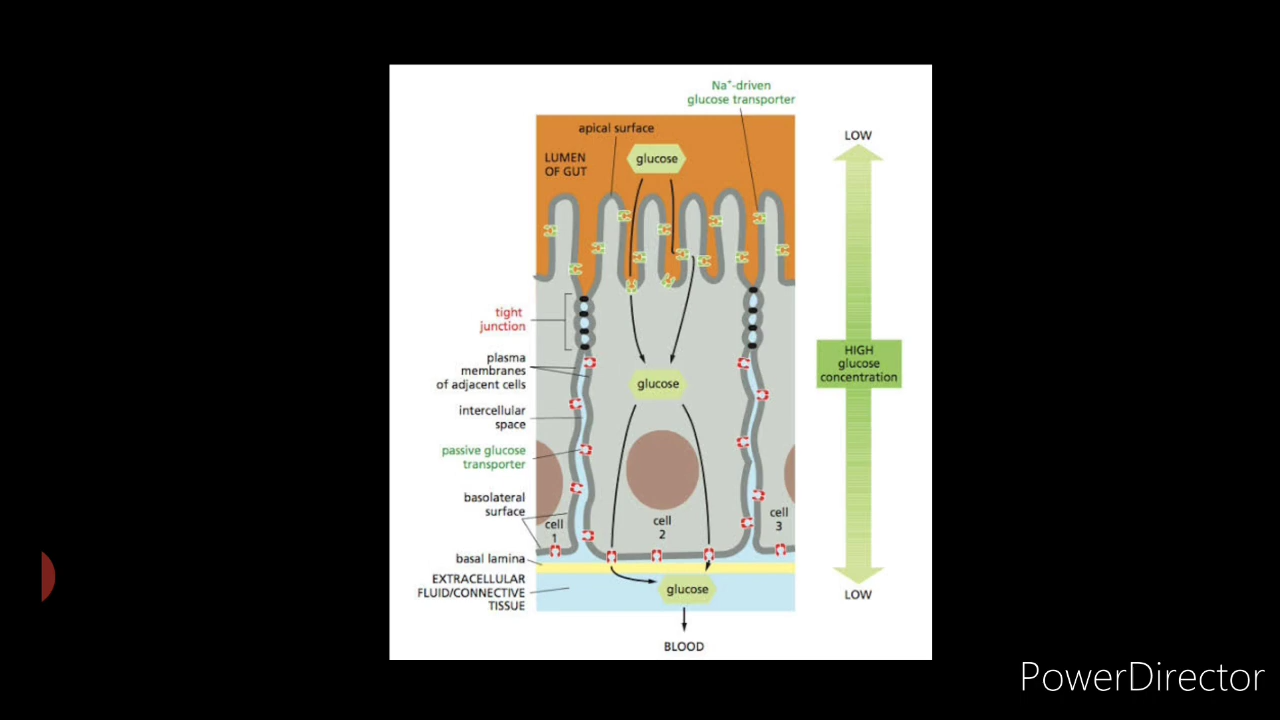 Na⁺-driven
glucose transporter
apical surface
LUMEN
OF GUT
glucose
LOW
tight
junction
plasma
membranes
of adjacent cells
intercellular
space
passive glucose
transporter
basolateral
surface
basal lamina
EXTRACELLULAR
FLUID/CONNECTIVE
TISSUE
glucose
cell
1
cell
2
cell
3
glucose
BLOOD
HIGH
glucose
concentration
LOW
PowerDirector